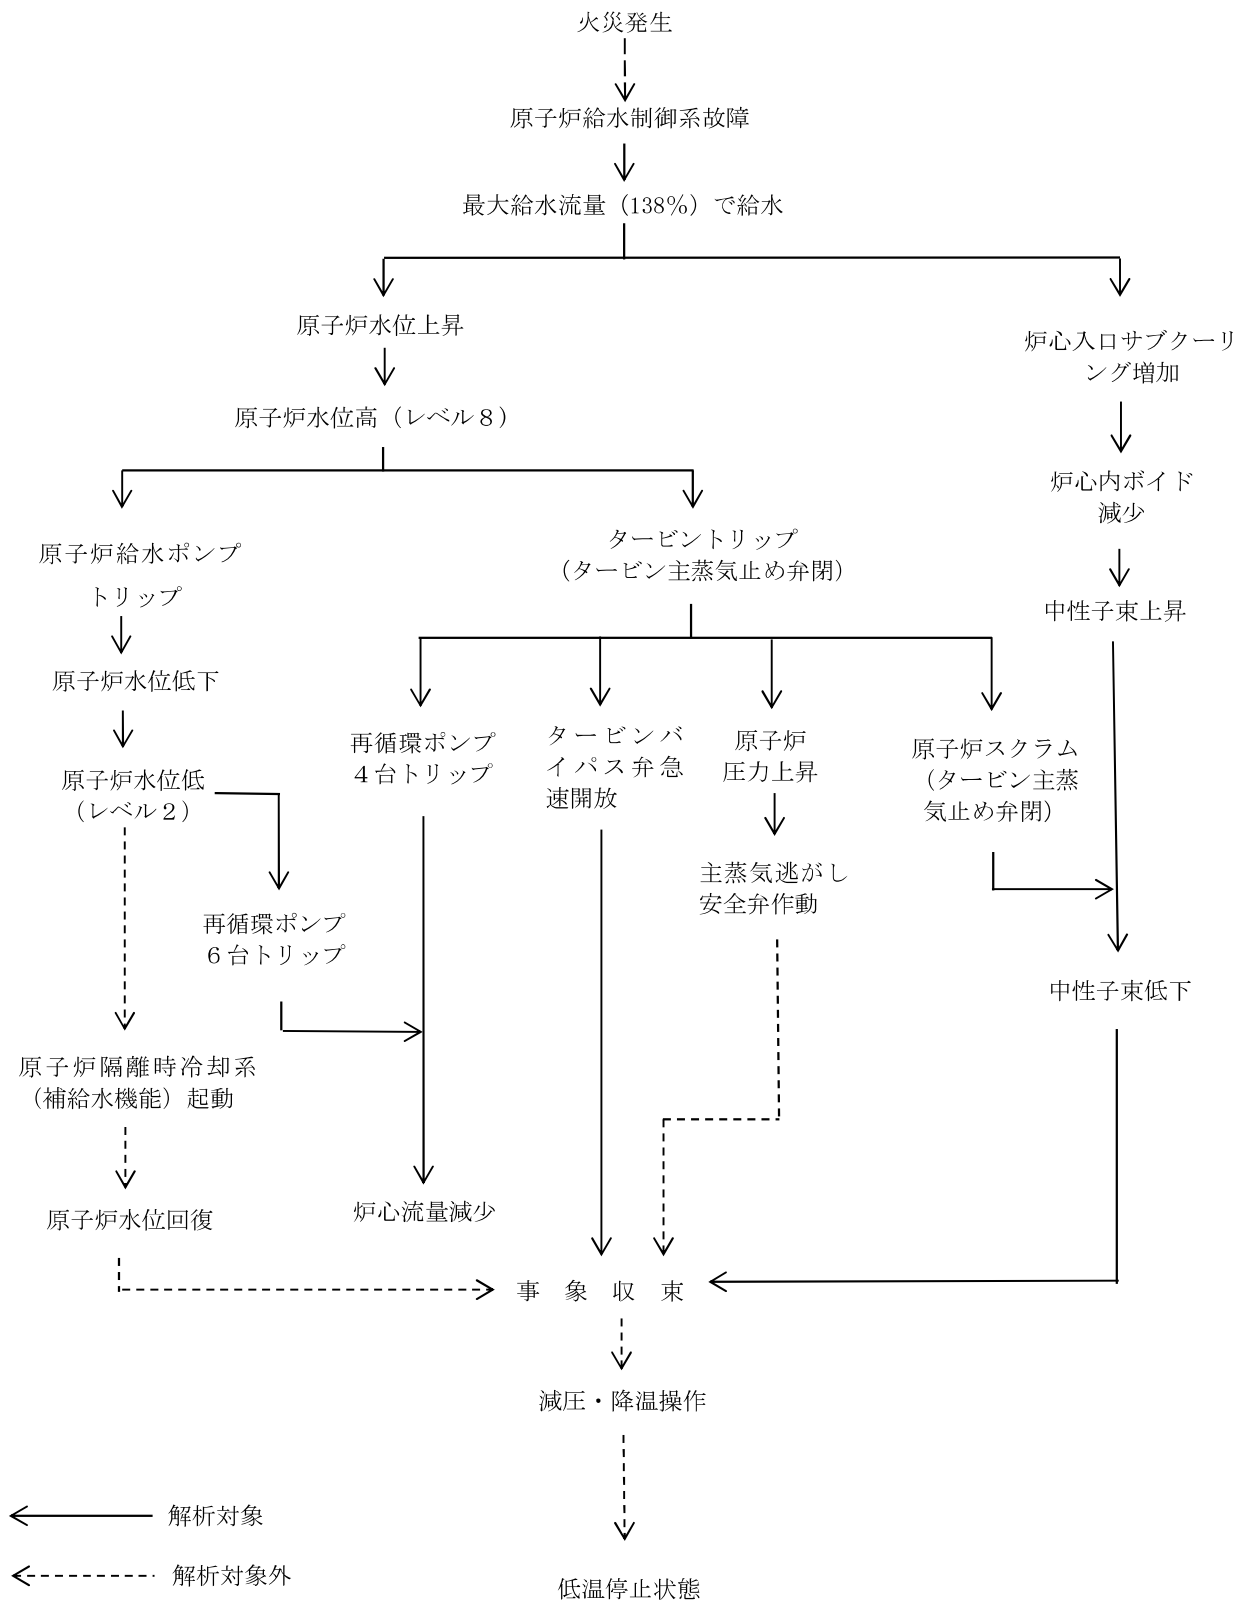 火災発生
原子炉給水制御系故障
最大給水流量（138％）で給水
原子炉水位上昇
炉心入口サブクーリ
ング増加
原子炉水位高（レベル８）
炉心内ボイド
減少
原子炉給水ポンプ
トリップ
タービントリップ
（タービン主蒸気止め弁閉）
中性子束上昇
原子炉水位低下
再循環ポンプ
４台トリップ
タービンバ
イパス弁急
速開放
原子炉
圧力上昇
原子炉スクラム
（タービン主蒸
気止め弁閉）
原子炉水位低
（レベル２）
主蒸気逃がし
安全弁作動
再循環ポンプ
６台トリップ
中性子束低下
原子炉隔離時冷却系
（補給水機能）起動
原子炉水位回復
炉心流量減少
事　象　収　束
減圧・降温操作
解析対象
解析対象外
低温停止状態